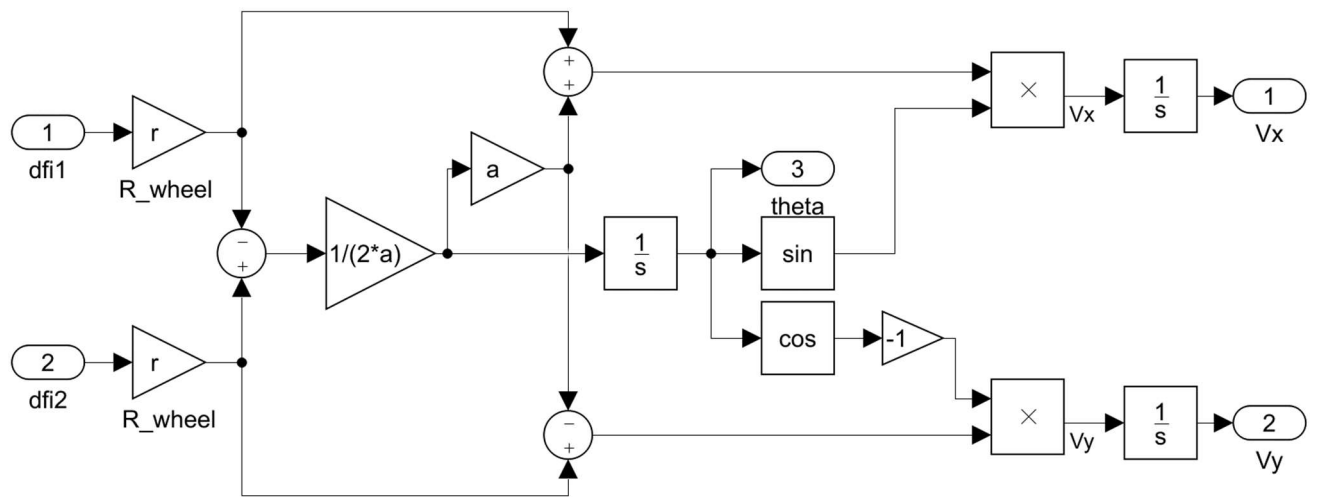 1
dfi1
r
R_wheel
+
+
a
−
+
1/(2*a)
1
s
3
theta
sin
cos
-1
×
Vx
1
s
1
Vx
2
dfi2
r
R_wheel
−
+
×
Vy
1
s
2
Vy